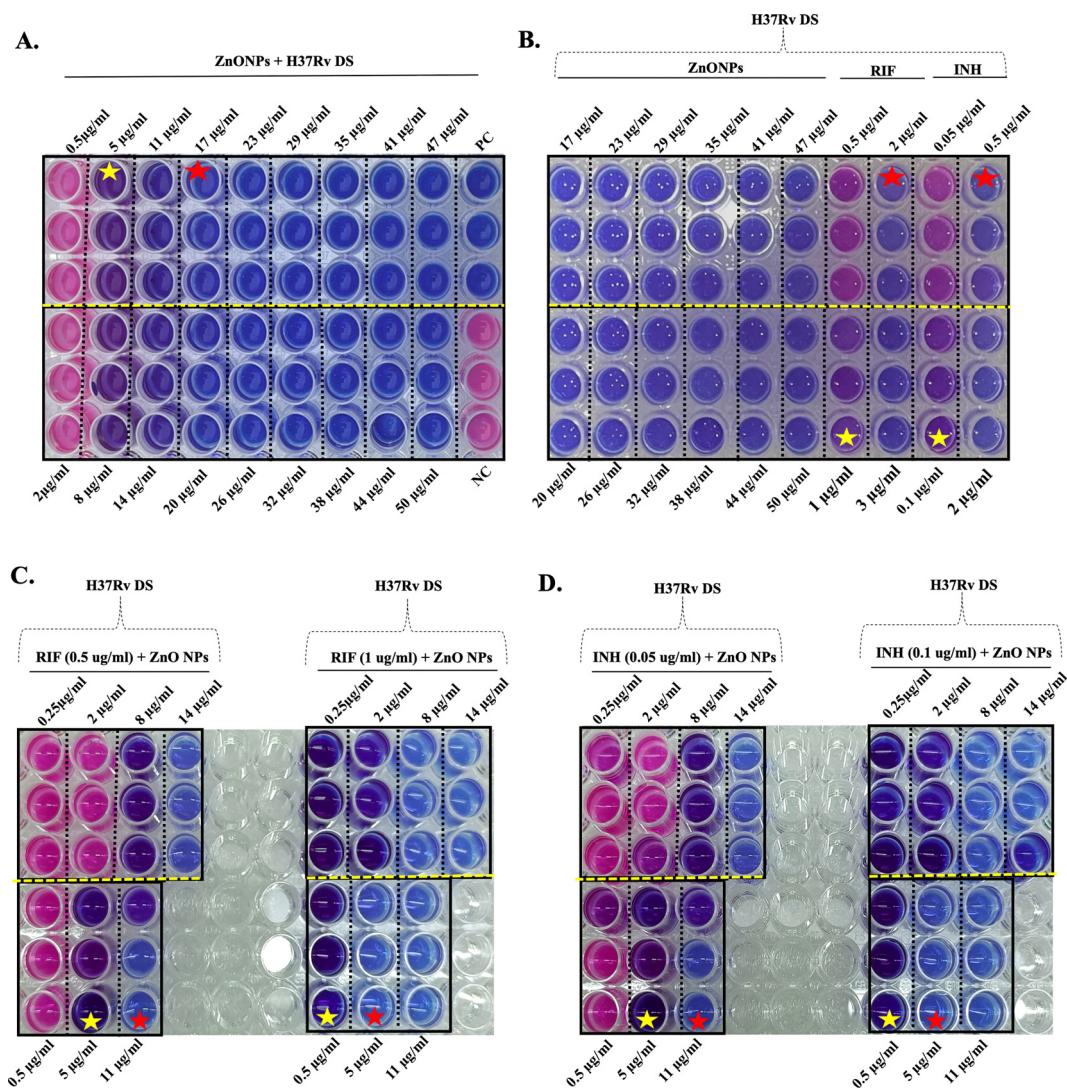 A.
ZnONPs + H37Rv DS
0.5µg/ml 5 µg/ml 11 µg/ml 17 µg/ml 23 µg/ml 29 µg/ml 35 µg/ml 41 µg/ml 47 µg/ml PC
2µg/ml 8 µg/ml 14 µg/ml 20 µg/ml 26 µg/ml 32 µg/ml 38 µg/ml 44 µg/ml 50 µg/ml NC
B.
H37Rv DS
ZnONPs RIF INH
17 µg/ml 23 µg/ml 29 µg/ml 35 µg/ml 41 µg/ml 47 µg/ml 0.5 µg/ml 2 µg/ml 0.05 µg/ml 0.5 µg/ml
20 µg/ml 26 µg/ml 32 µg/ml 38 µg/ml 44 µg/ml 50 µg/ml 1 µg/ml 3 µg/ml 0.1 µg/ml 2 µg/ml
C.
H37Rv DS H37Rv DS
RIF (0.5 ug/ml) + ZnO NPs RIF (1 ug/ml) + ZnO NPs
0.25µg/ml 2 µg/ml 8 µg/ml 14 µg/ml 0.25µg/ml 2 µg/ml 8 µg/ml 14 µg/ml
0.5 µg/ml 5 µg/ml 11 µg/ml 0.5 µg/ml 5 µg/ml 11 µg/ml
D.
H37Rv DS H37Rv DS
INH (0.05 ug/ml) + ZnO NPs INH (0.1 ug/ml) + ZnO NPs
0.25µg/ml 2 µg/ml 8 µg/ml 14 µg/ml 0.25µg/ml 2 µg/ml 8 µg/ml 14 µg/ml
0.5 µg/ml 5 µg/ml 11 µg/ml 0.5 µg/ml 5 µg/ml 11 µg/ml